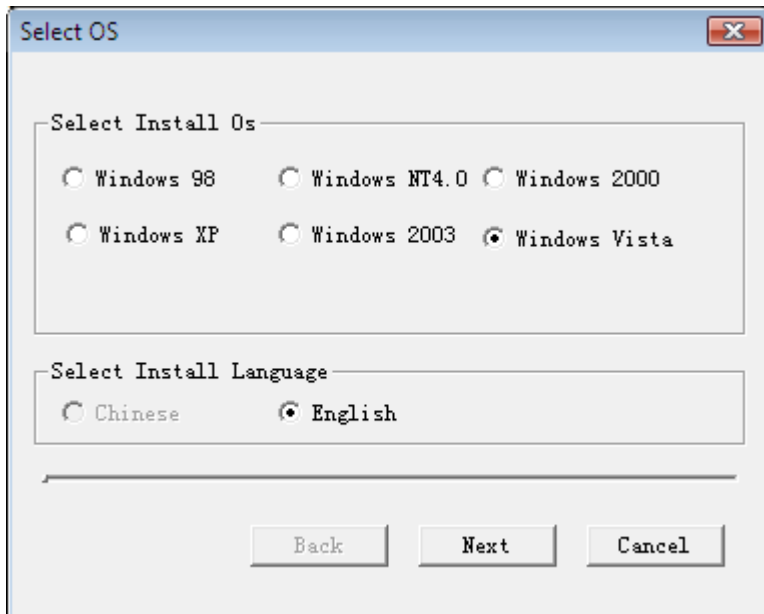 Select OS
Select Install Os
Windows 98 Windows NT4.0 Windows 2000
Windows XP Windows 2003 Windows Vista
Select Install Language
Chinese English
Back Next Cancel